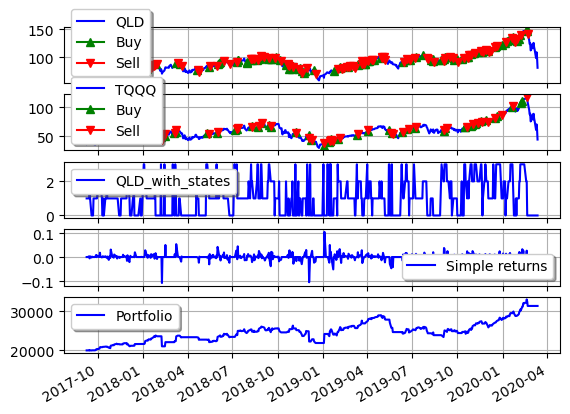 QLD
Buy
Sell
150
100
TQQQ
Buy
Sell
100
50
QLD_with_states
2
0
Simple returns
0.1
0.0
−0.1
Portfolio
30000
20000
2017-10 2018-01 2018-04 2018-07 2018-10 2019-01 2019-04 2019-07 2019-10 2020-01 2020-04